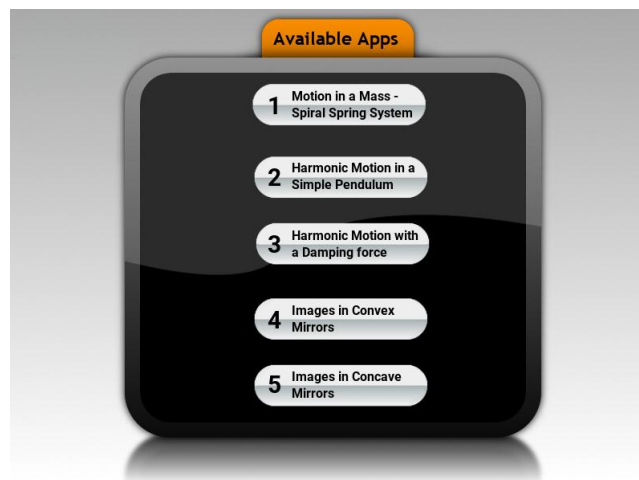 Available Apps
1 Motion in a Mass -
Spiral Spring System
2 Harmonic Motion in a
Simple Pendulum
3 Harmonic Motion with
a Damping force
4 Images in Convex
Mirrors
5 Images in Concave
Mirrors